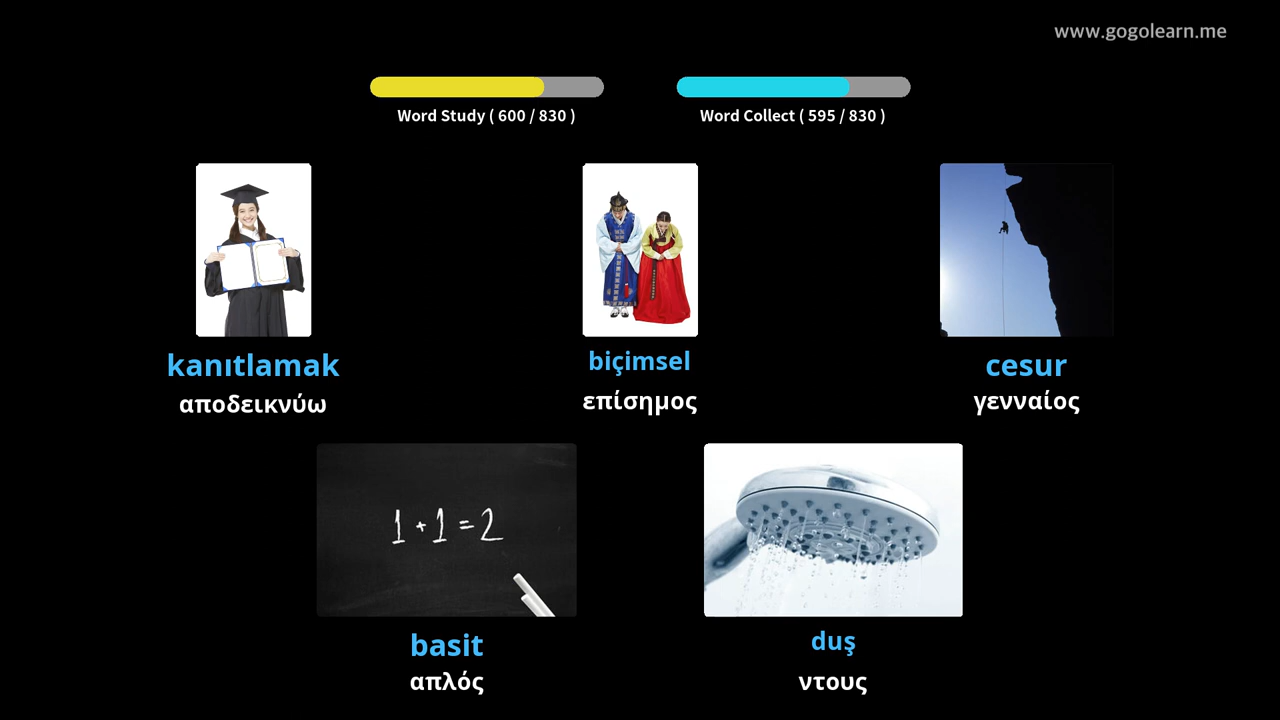 www.gogolearn.me
Word Study ( 600 / 830 )
Word Collect ( 595 / 830 )
kanıtlamak
αποδεικνύω
biçimsel
επίσημος
cesur
γενναίος
1 + 1 = 2
basit
απλός
duş
ντους